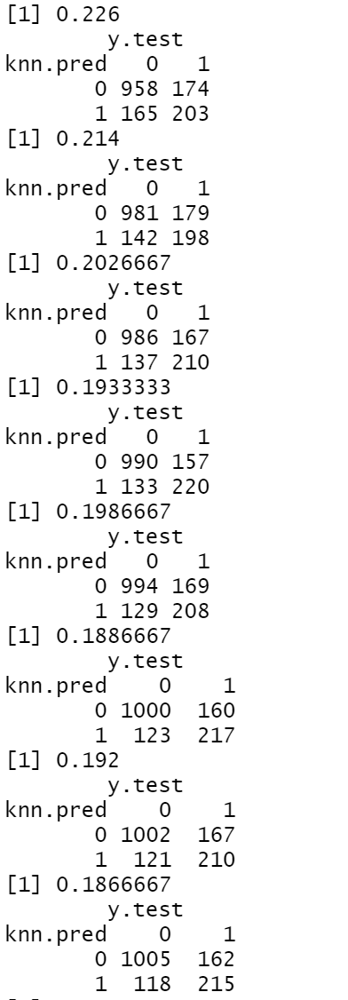 [1] 0.226
y.test
knn.pred 0 1
0 958 174
1 165 203
[1] 0.214
y.test
knn.pred 0 1
0 981 179
1 142 198
[1] 0.2026667
y.test
knn.pred 0 1
0 986 167
1 137 210
[1] 0.1933333
y.test
knn.pred 0 1
0 990 157
1 133 220
[1] 0.1986667
y.test
knn.pred 0 1
0 994 169
1 129 208
[1] 0.1886667
y.test
knn.pred 0 1
0 1000 160
1 123 217
[1] 0.192
y.test
knn.pred 0 1
0 1002 167
1 121 210
[1] 0.1866667
y.test
knn.pred 0 1
0 1005 162
1 118 215